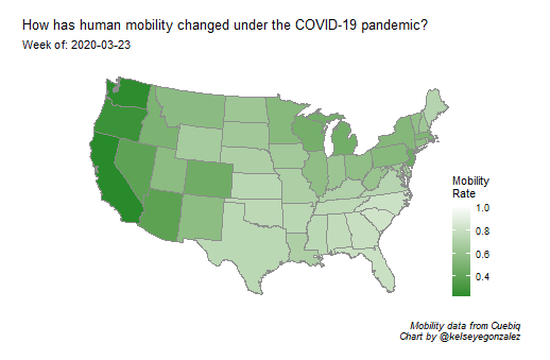 How has human mobility changed under the COVID-19 pandemic?
Week of: 2020-03-23
Mobility
Rate
1.0
0.8
0.6
0.4
Mobility data from Cuebiq
Chart by @kelseyegonzalez